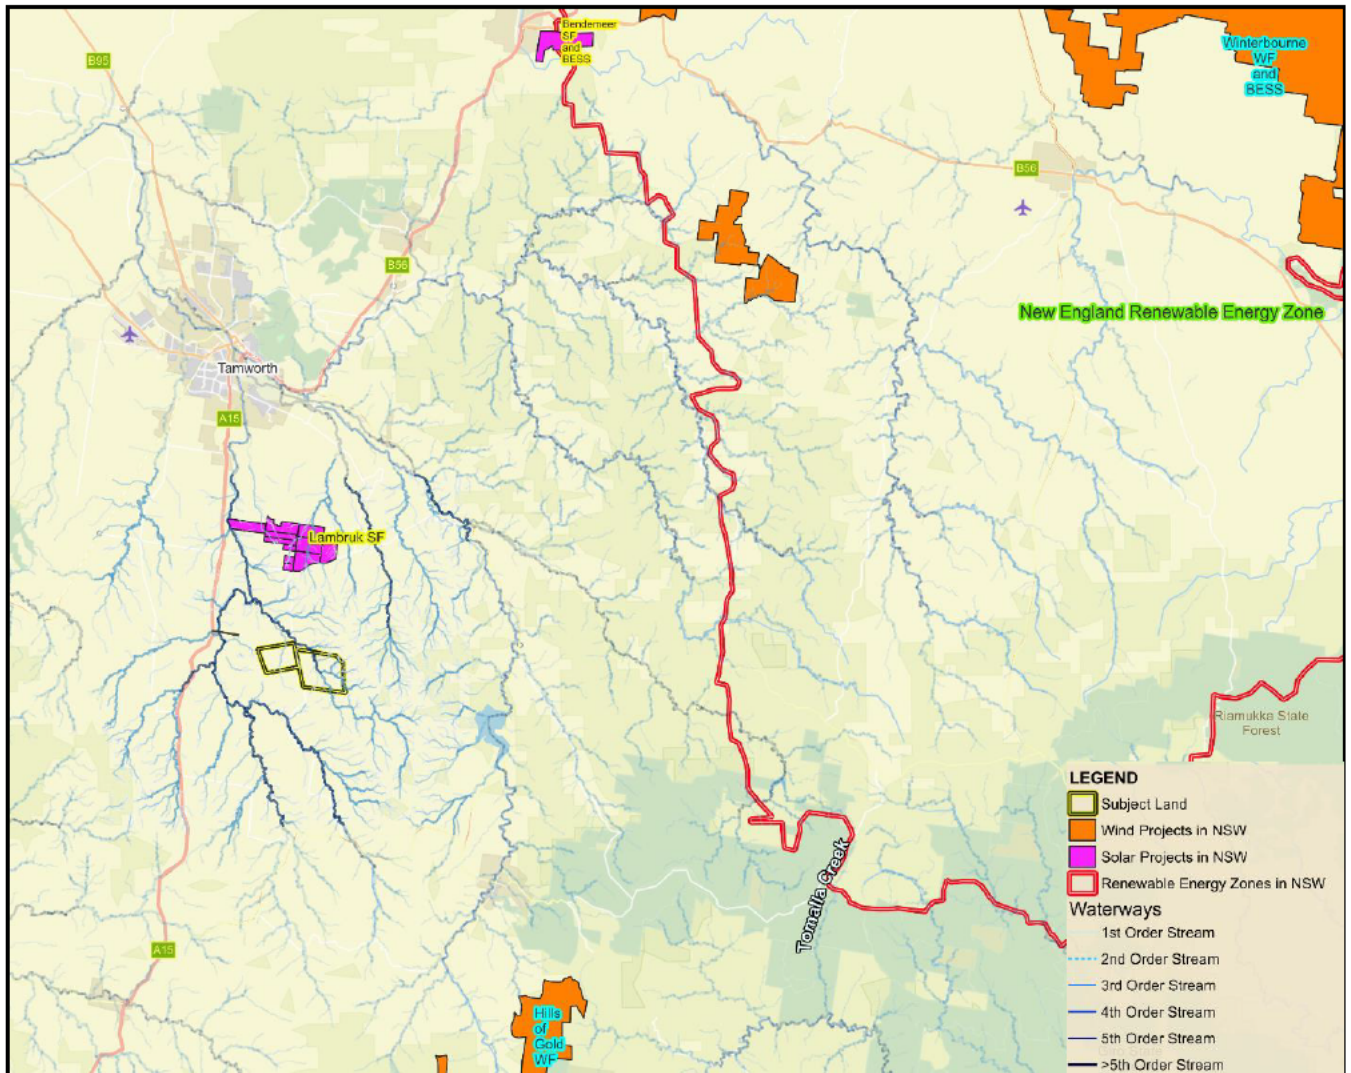 Bendemeer
SF
and
BESS
Winterbourne
WF
and
BESS
B95
B56
B56
New England Renewable Energy Zone
Tamworth
A15
Lambruk SF
Riamukka State
Forest
Tomalla Creek
A15
Hills
of
Gold
WF
LEGEND
Subject Land
Wind Projects in NSW
Solar Projects in NSW
Renewable Energy Zones in NSW
Waterways
1st Order Stream
2nd Order Stream
3rd Order Stream
4th Order Stream
5th Order Stream
>5th Order Stream